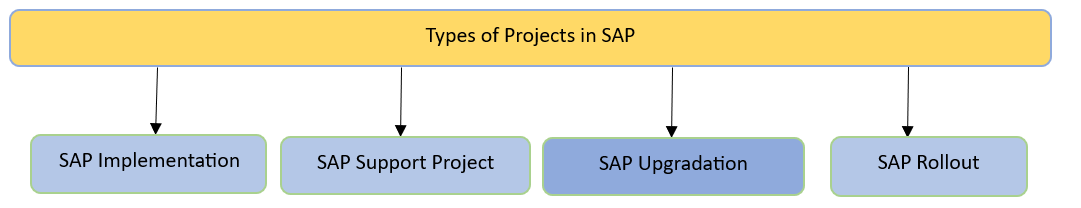 Types of Projects in SAP
SAP Implementation
SAP Support Project
SAP Upgradation
SAP Rollout